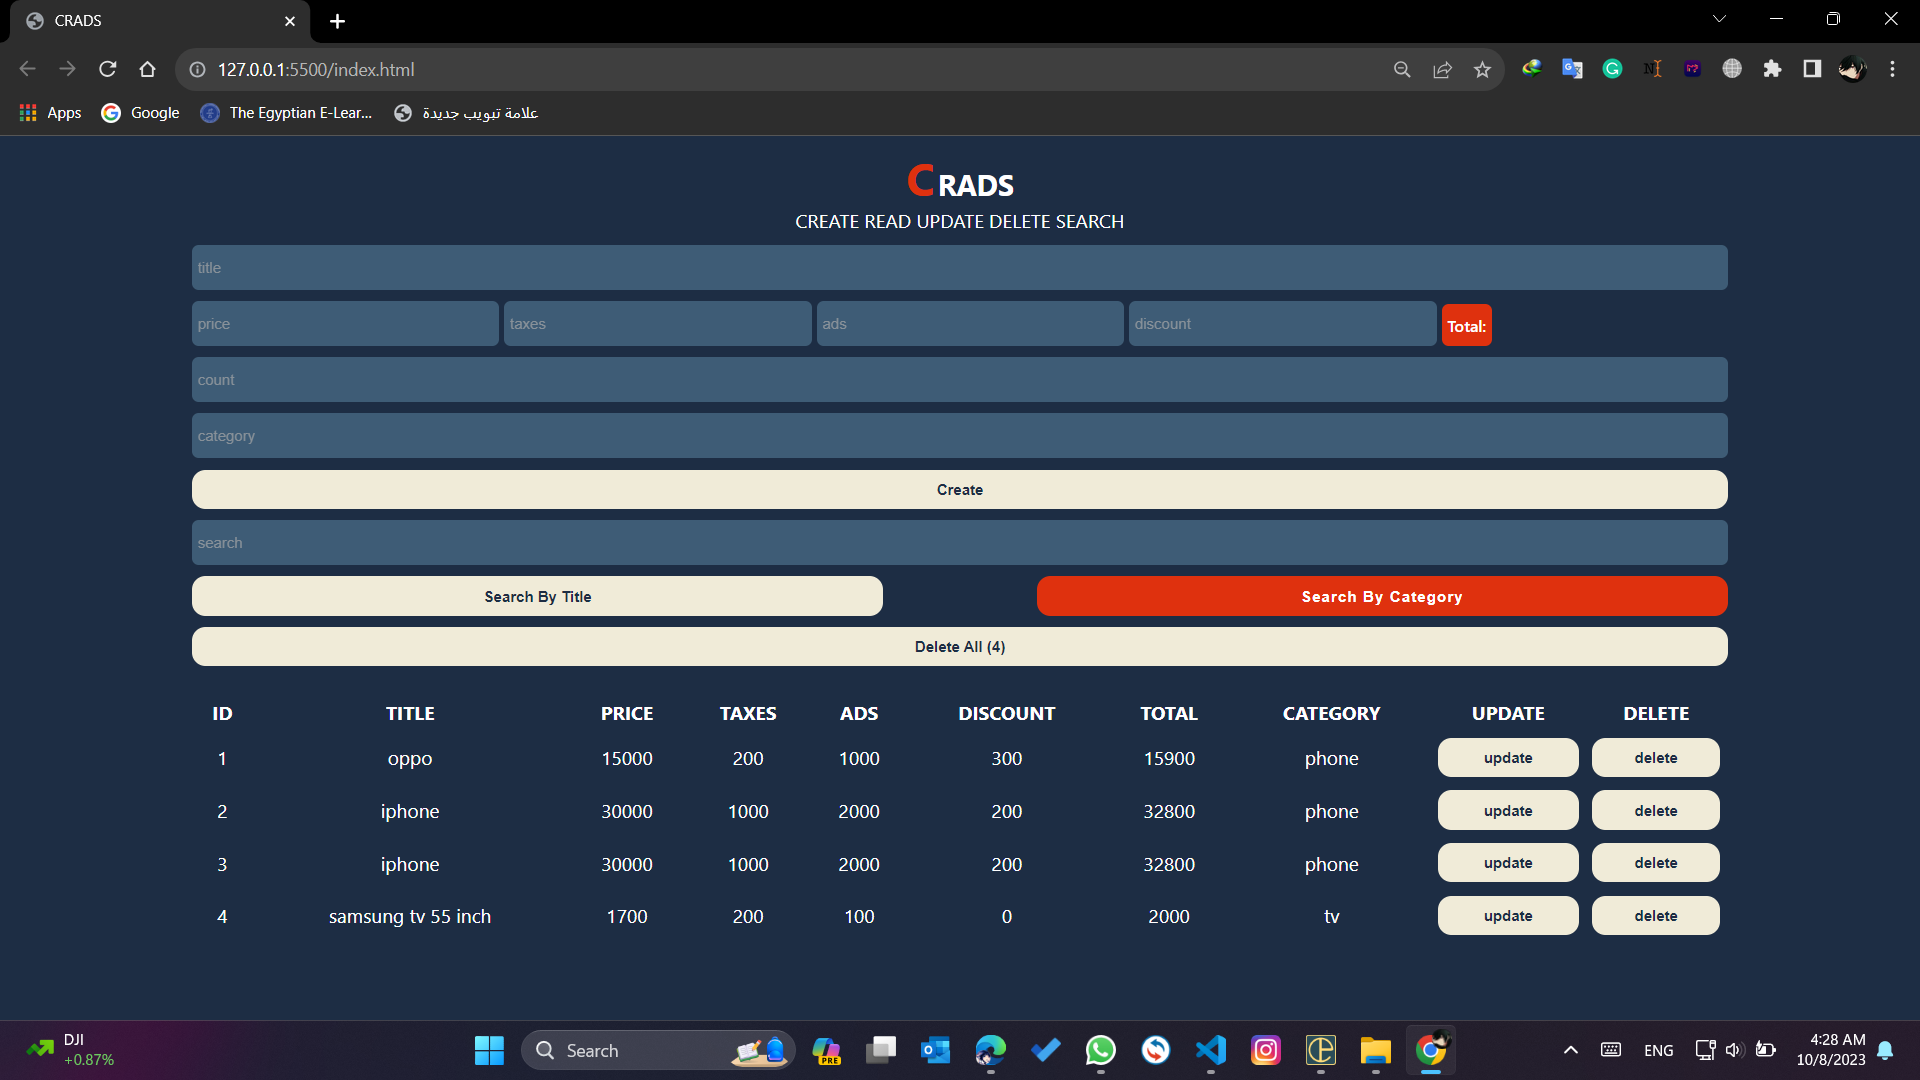 CRADS
127.0.0.1:5500/index.html
Apps Google The Egyptian E-Lear... علامة تبويب جديدة
CRADS
CREATE READ UPDATE DELETE SEARCH
title
price taxes ads discount Total:
count
category
Create
search
Search By Title Search By Category
Delete All (4)
ID TITLE PRICE TAXES ADS DISCOUNT TOTAL CATEGORY UPDATE DELETE
1 oppo 15000 200 1000 300 15900 phone update delete
2 iphone 30000 1000 2000 200 32800 phone update delete
3 iphone 30000 1000 2000 200 32800 phone update delete
4 samsung tv 55 inch 1700 200 100 0 2000 tv update delete
DJI
+0.87%
Search
PRE
ENG
4:28 AM
10/8/2023